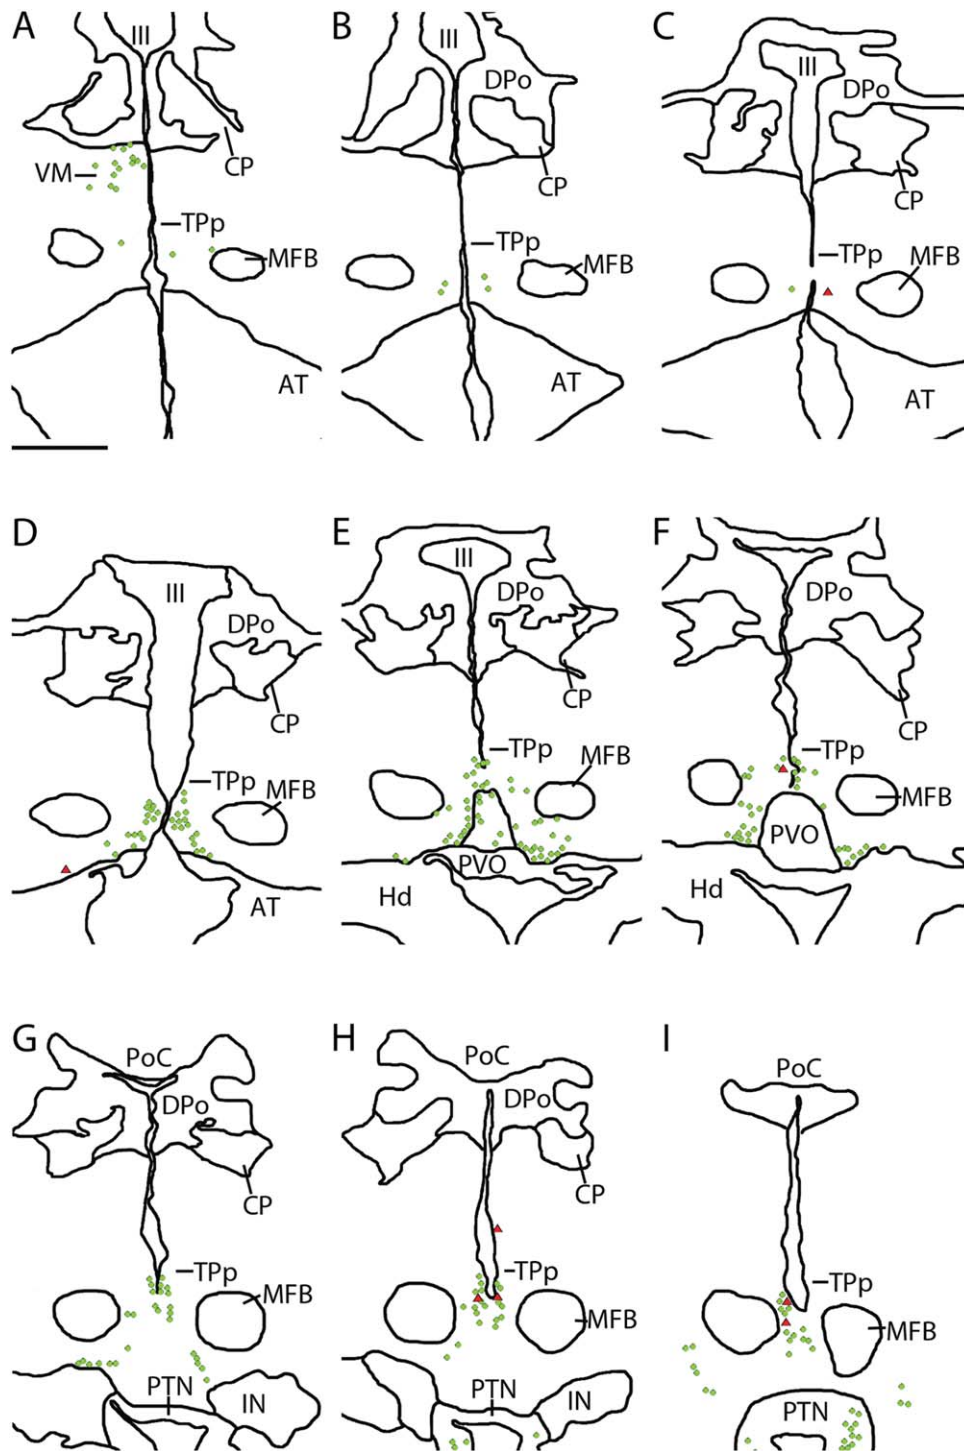 A
III
CP
VM
TPp
MFB
AT
B
III
DPo
CP
TPp
MFB
AT
C
III
DPo
CP
TPp
MFB
AT
D
III
DPo
CP
TPp
MFB
AT
E
III
DPo
CP
TPp
MFB
PVO
Hd
F
DPo
CP
TPp
MFB
PVO
Hd
G
PoC
DPo
CP
TPp
MFB
PTN
IN
H
PoC
DPo
CP
TPp
MFB
PTN
IN
I
PoC
TPp
MFB
PTN